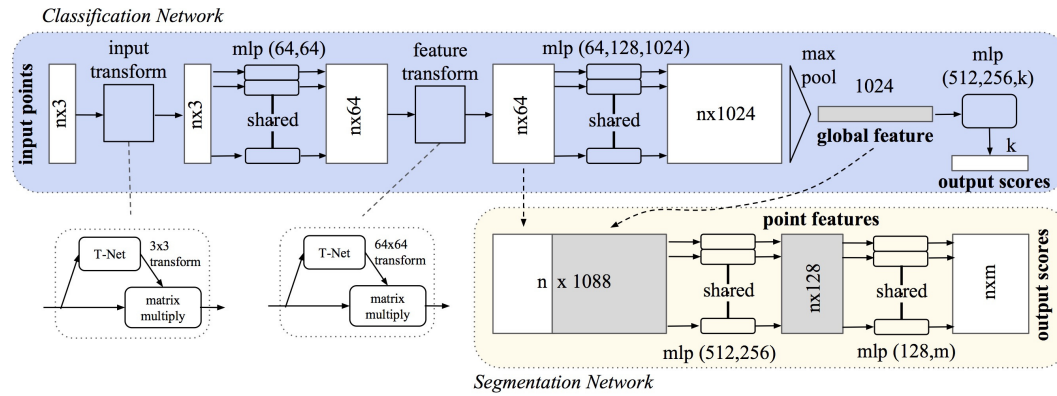 Classification Network
input points
nx3
input
transform
nx3
mlp (64,64)
shared
nx64
feature
transform
nx64
mlp (64,128,1024)
shared
nx1024
max
pool
1024
global feature
mlp
(512,256,k)
k
output scores
T-Net
3x3
transform
matrix
multiply
T-Net
64x64
transform
matrix
multiply
point features
n x 1088
shared
mlp (512,256)
nx128
shared
mlp (128,m)
nxm
output scores
Segmentation Network